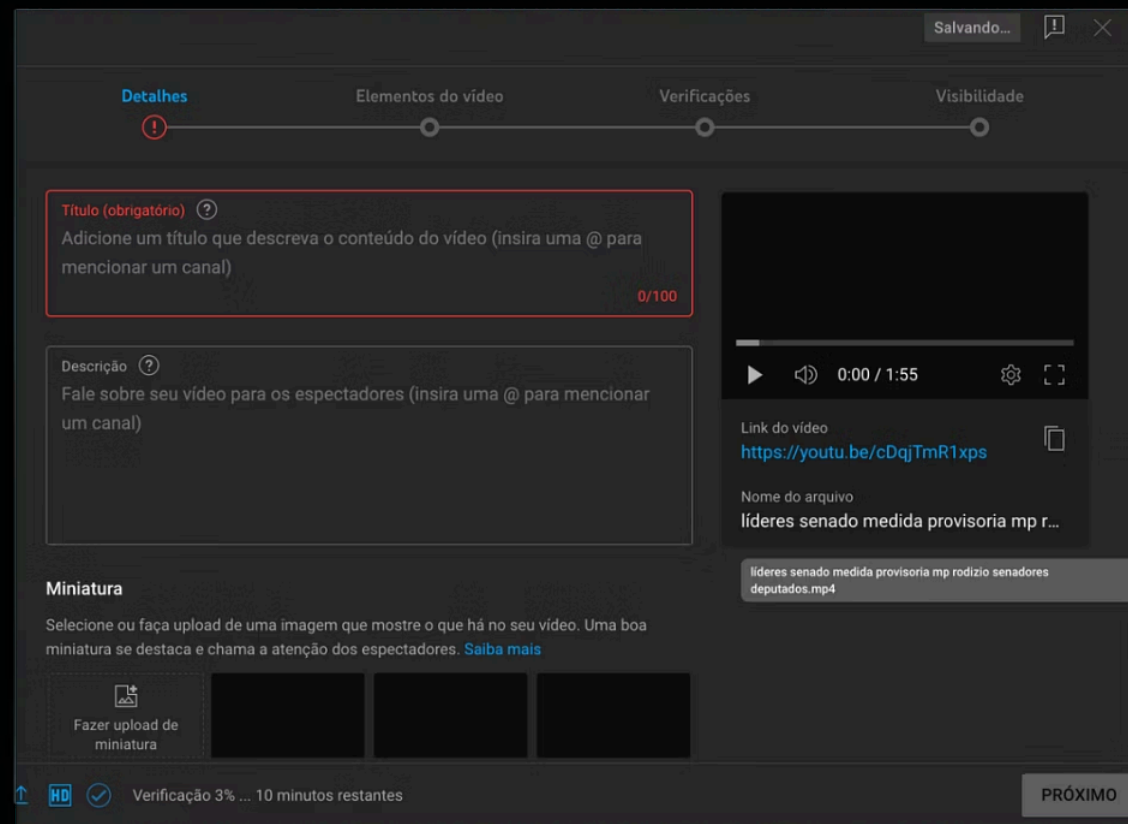 Salvando...
Detalhes
Elementos do vídeo
Verificações
Visibilidade
Título (obrigatório)
Adicione um título que descreva o conteúdo do vídeo (insira uma @ para
mencionar um canal)
0/100
Descrição
Fale sobre seu vídeo para os espectadores (insira uma @ para mencionar
um canal)
0:00 / 1:55
Link do vídeo
https://youtu.be/cDqjTmR1xps
Nome do arquivo
líderes senado medida provisoria mp r...
líderes senado medida provisoria mp rodizio senadores
deputados.mp4
Miniatura
Selecione ou faça upload de uma imagem que mostre o que há no seu vídeo. Uma boa
miniatura se destaca e chama a atenção dos espectadores. Saiba mais
Fazer upload de
miniatura
HD
Verificação 3% ... 10 minutos restantes
PRÓXIMO